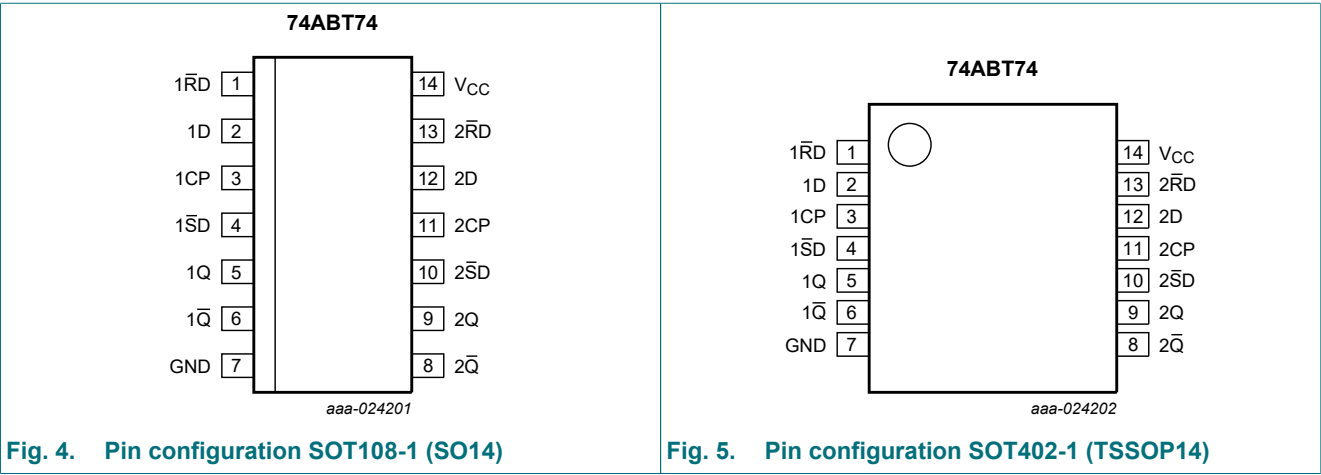 74ABT74
1R̅D 1 14 VCC
1D 2 13 2R̅D
1CP 3 12 2D
1S̅D 4 11 2CP
1Q 5 10 2S̅D
1Q̅ 6 9 2Q
GND 7 8 2Q̅
aaa-024201
Fig. 4. Pin configuration SOT108-1 (SO14)
74ABT74
1R̅D 1 14 VCC
1D 2 13 2R̅D
1CP 3 12 2D
1S̅D 4 11 2CP
1Q 5 10 2S̅D
1Q̅ 6 9 2Q
GND 7 8 2Q̅
aaa-024202
Fig. 5. Pin configuration SOT402-1 (TSSOP14)